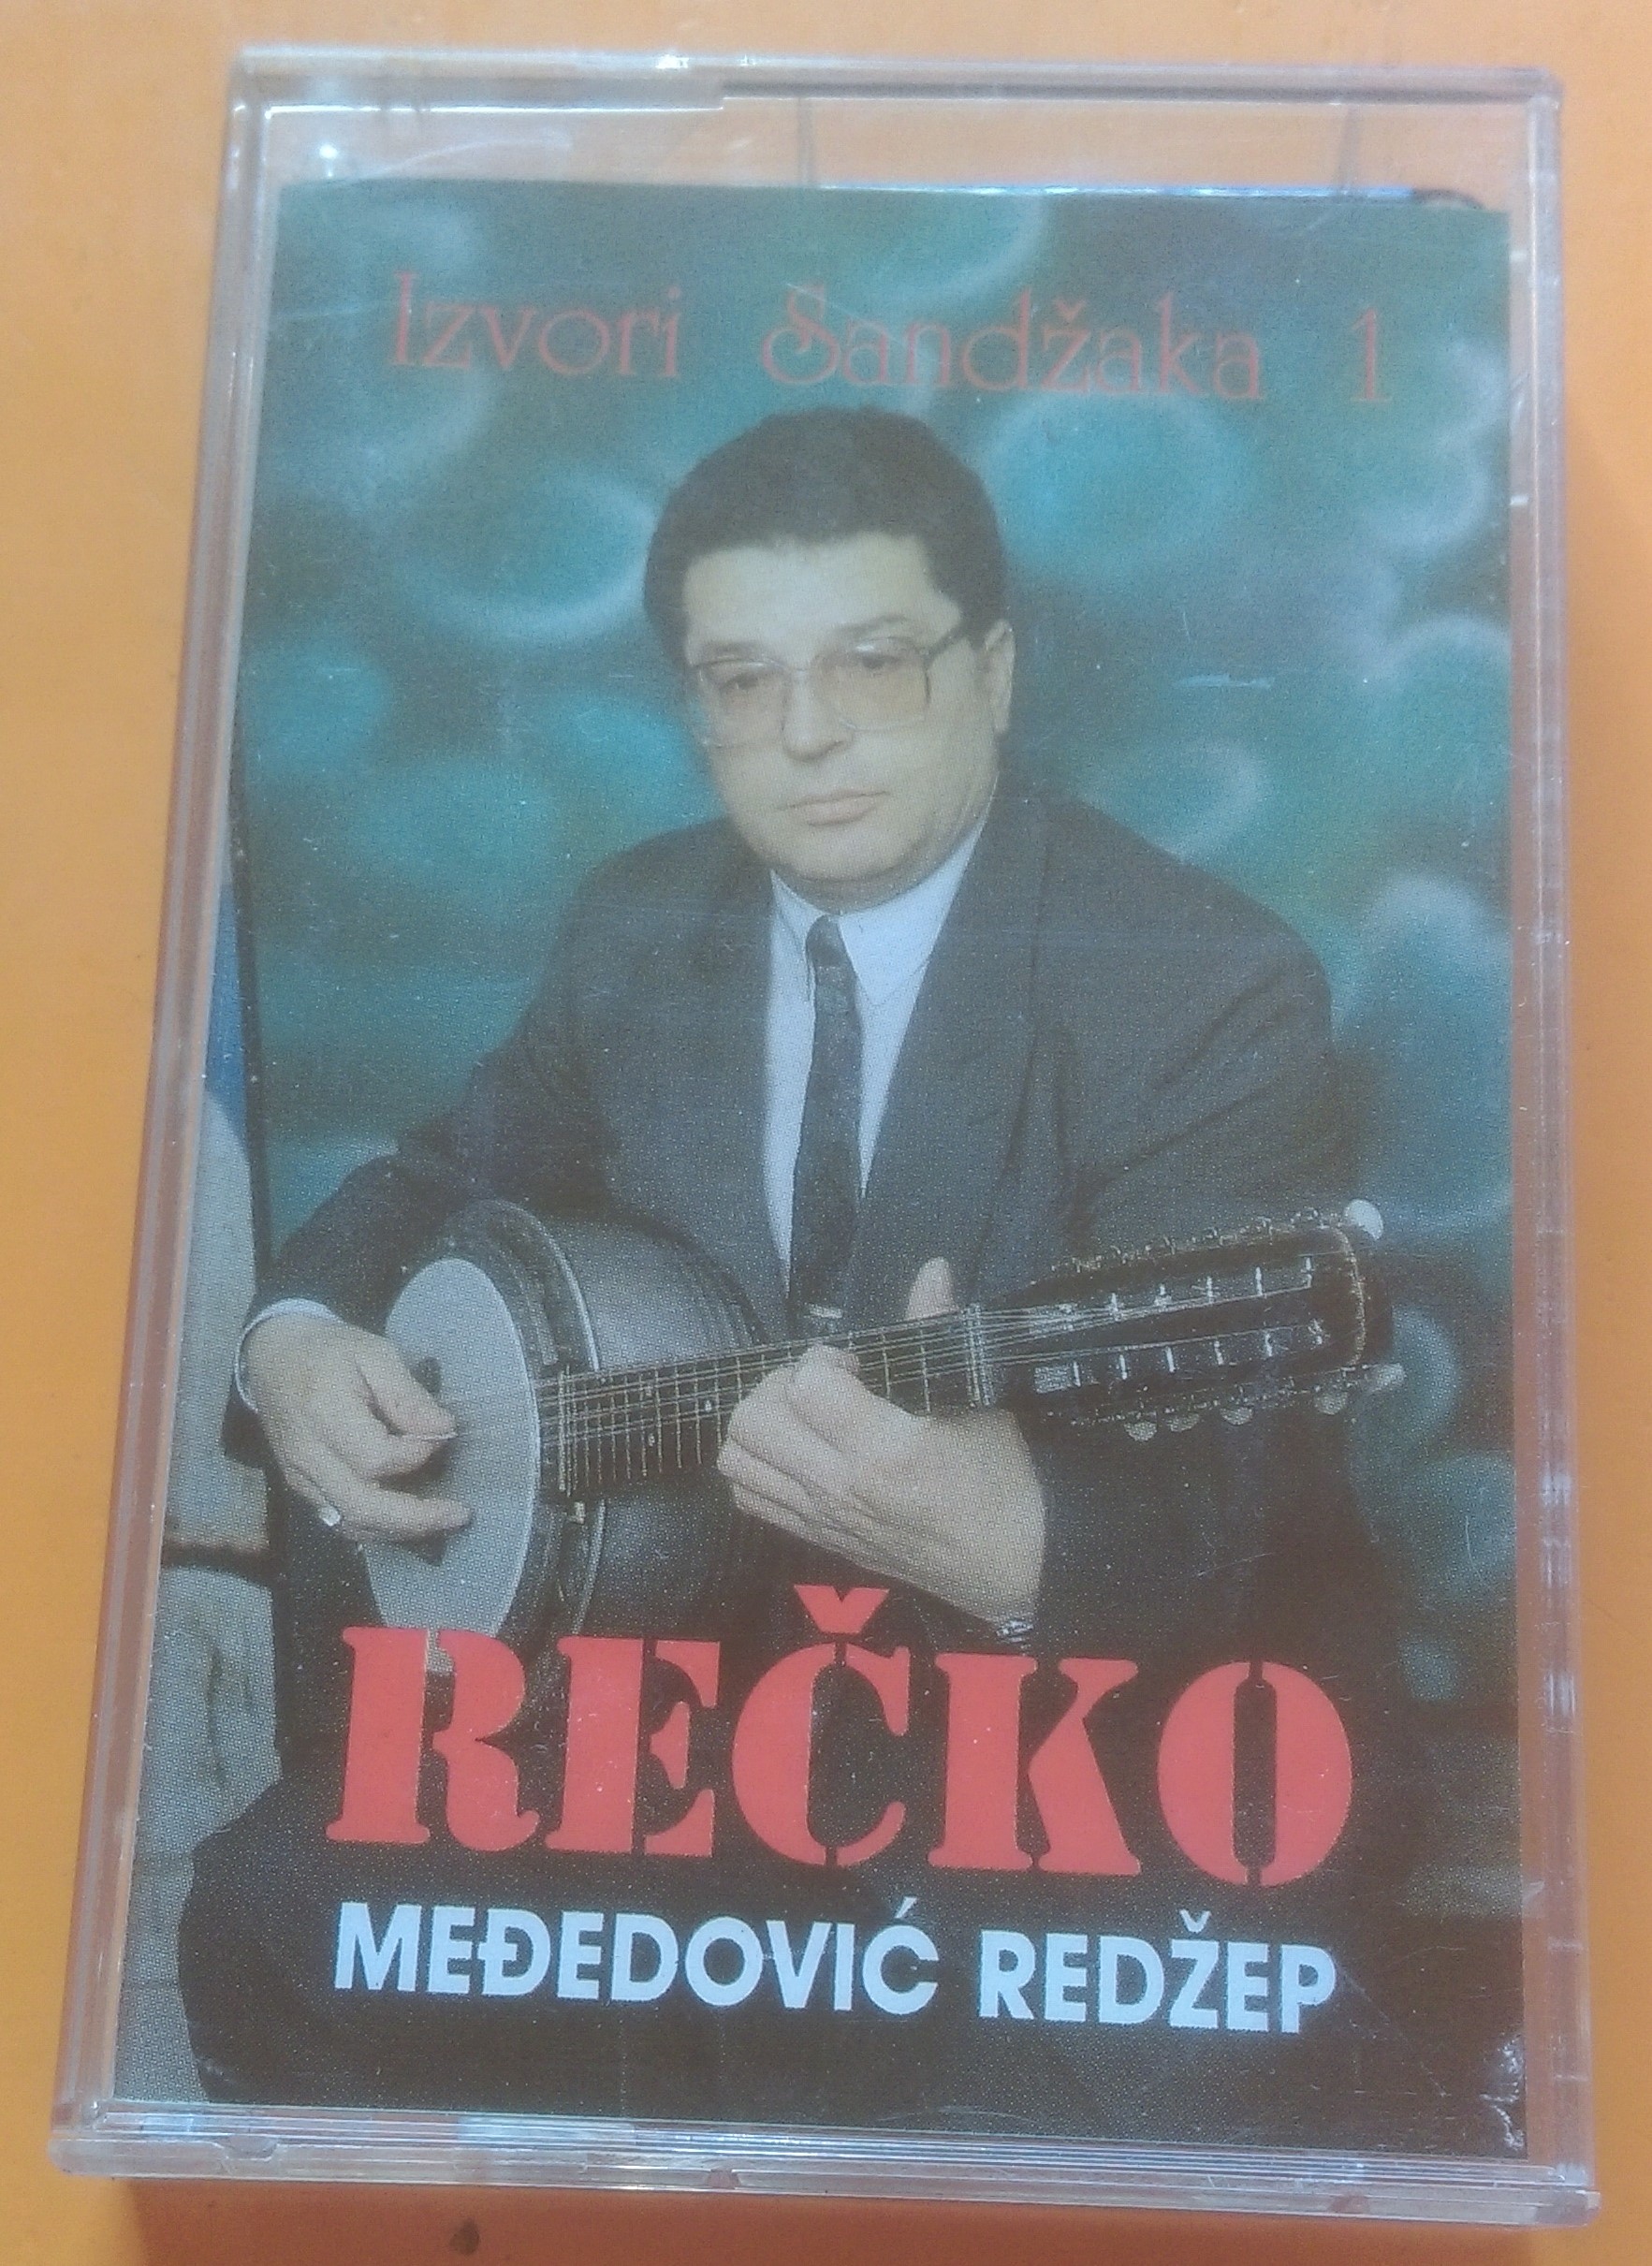 Izvori Sandžaka 1
REČKO
MEĐEDOVIĆ REDŽEP